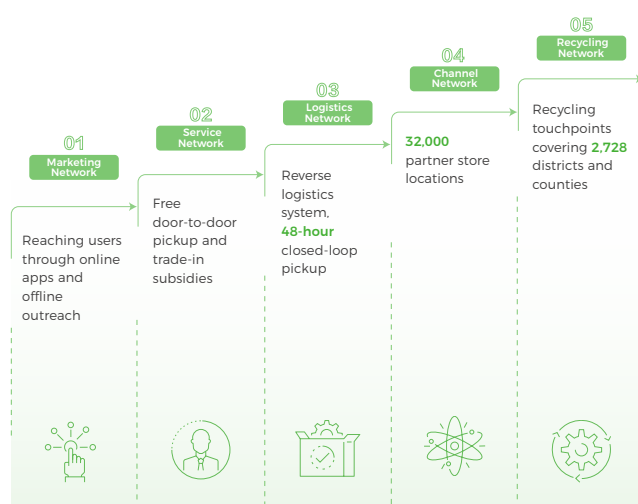 01
Marketing
Network
Reaching users
through online
apps and
offline
outreach
02
Service
Network
Free
door-to-door
pickup and
trade-in
subsidies
03
Logistics
Network
Reverse
logistics
system,
48-hour
closed-loop
pickup
04
Channel
Network
32,000
partner store
locations
05
Recycling
Network
Recycling
touchpoints
covering 2,728
districts and
counties